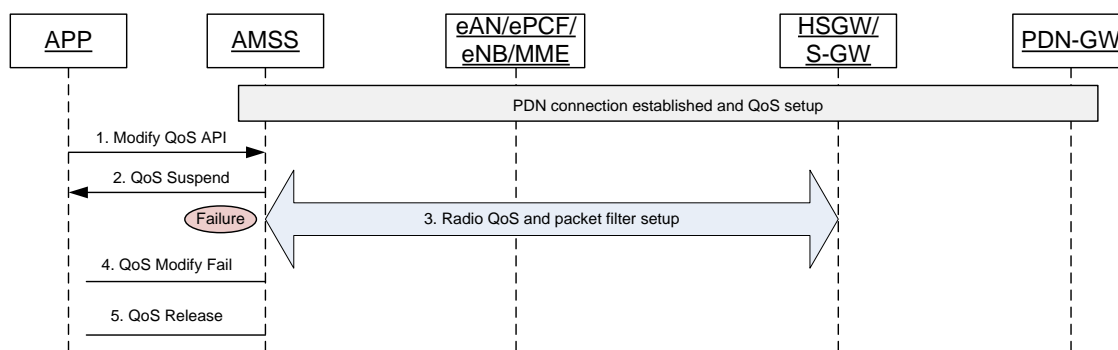 APP
AMSS
eAN/ePCF/
eNB/MME
HSGW/
S-GW
PDN-GW
PDN connection established and QoS setup
1. Modify QoS API
2. QoS Suspend
Failure
3. Radio QoS and packet filter setup
4. QoS Modify Fail
5. QoS Release